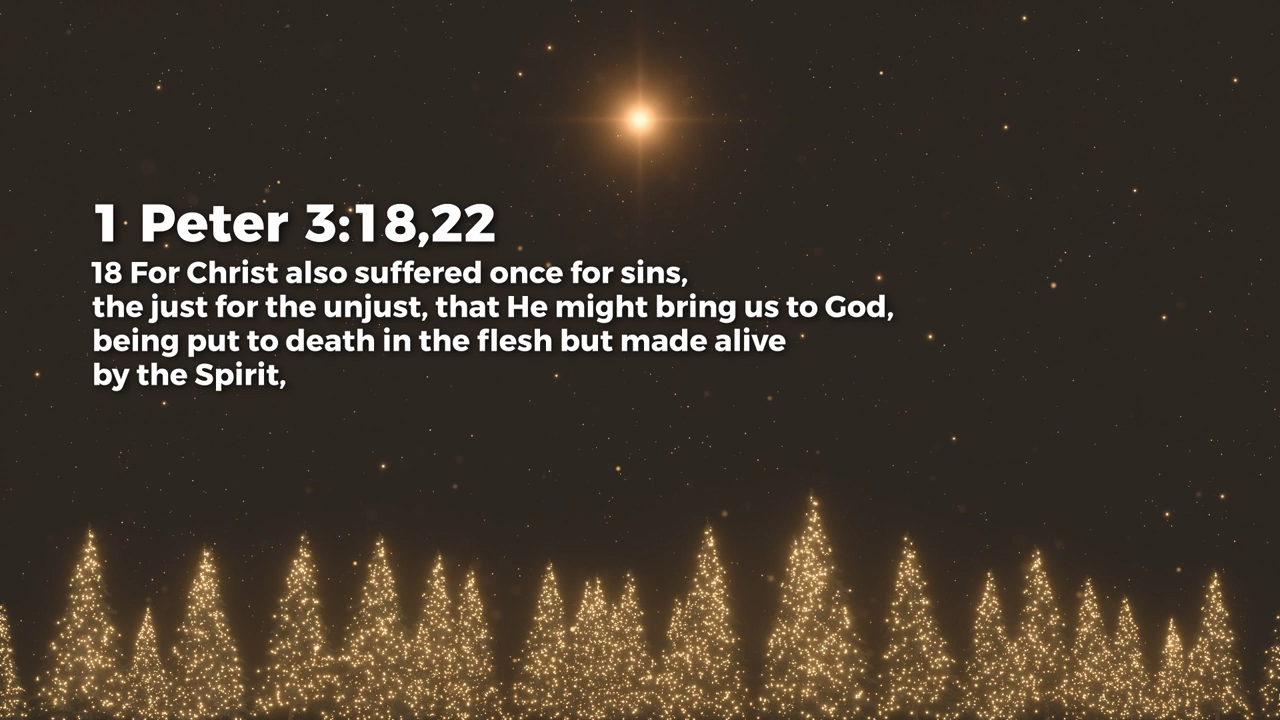 1 Peter 3:18,22
18 For Christ also suffered once for sins,
the just for the unjust, that He might bring us to God,
being put to death in the flesh but made alive
by the Spirit,